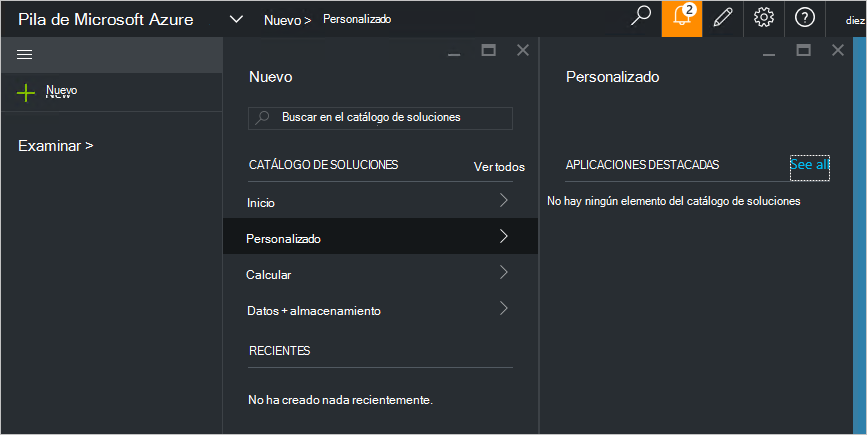 Pila de Microsoft Azure
Nuevo > Personalizado
2
diez
Nuevo
New
Examinar >
Nuevo
Buscar en el catálogo de soluciones
CATÁLOGO DE SOLUCIONES
Ver todos
Inicio
Personalizado
Calcular
Datos + almacenamiento
RECIENTES
No ha creado nada recientemente.
Personalizado
APLICACIONES DESTACADAS
See all
No hay ningún elemento del catálogo de soluciones